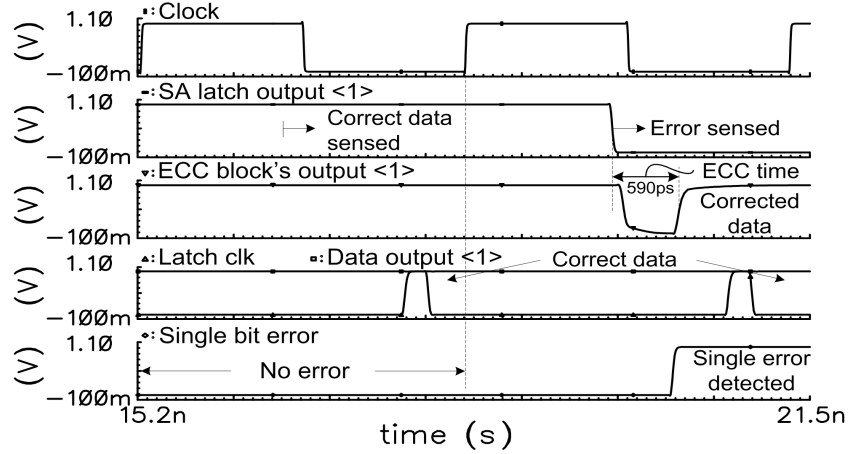 Clock
1.10
(V)
-100m
SA latch output <1>
1.10
(V)
-100m
Correct data
sensed
Error sensed
ECC block's output <1>
1.10
(V)
-100m
ECC time
590ps
Corrected
data
Latch clk
Data output <1>
Correct data
1.10
(V)
-100m
Single bit error
1.10
(V)
-100m
No error
Single error
detected
15.2n
21.5n
time (s)